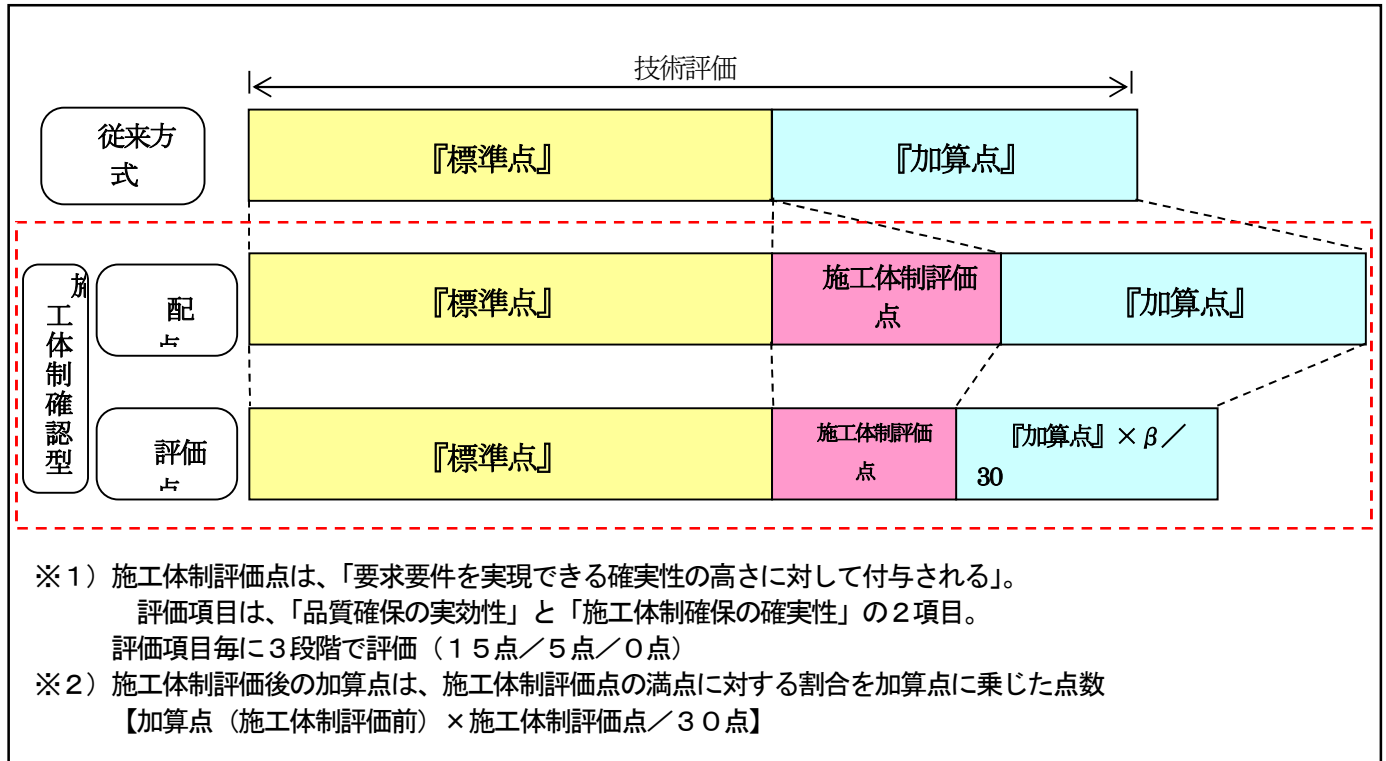 技術評価
従来方
式
『標準点』
『加算点』
施工体制確認型
配
『標準点』
施工体制評価
点
『加算点』
評価
『標準点』
施工体制評価
点
『加算点』×β／
30
※１）施工体制評価点は、「要求要件を実現できる確実性の高さに対して付与される」。
評価項目は、「品質確保の実効性」と「施工体制確保の確実性」の２項目。
評価項目毎に３段階で評価（１５点／５点／０点）
※２）施工体制評価後の加算点は、施工体制評価点の満点に対する割合を加算点に乗じた点数
【加算点（施工体制評価前）×施工体制評価点／３０点】